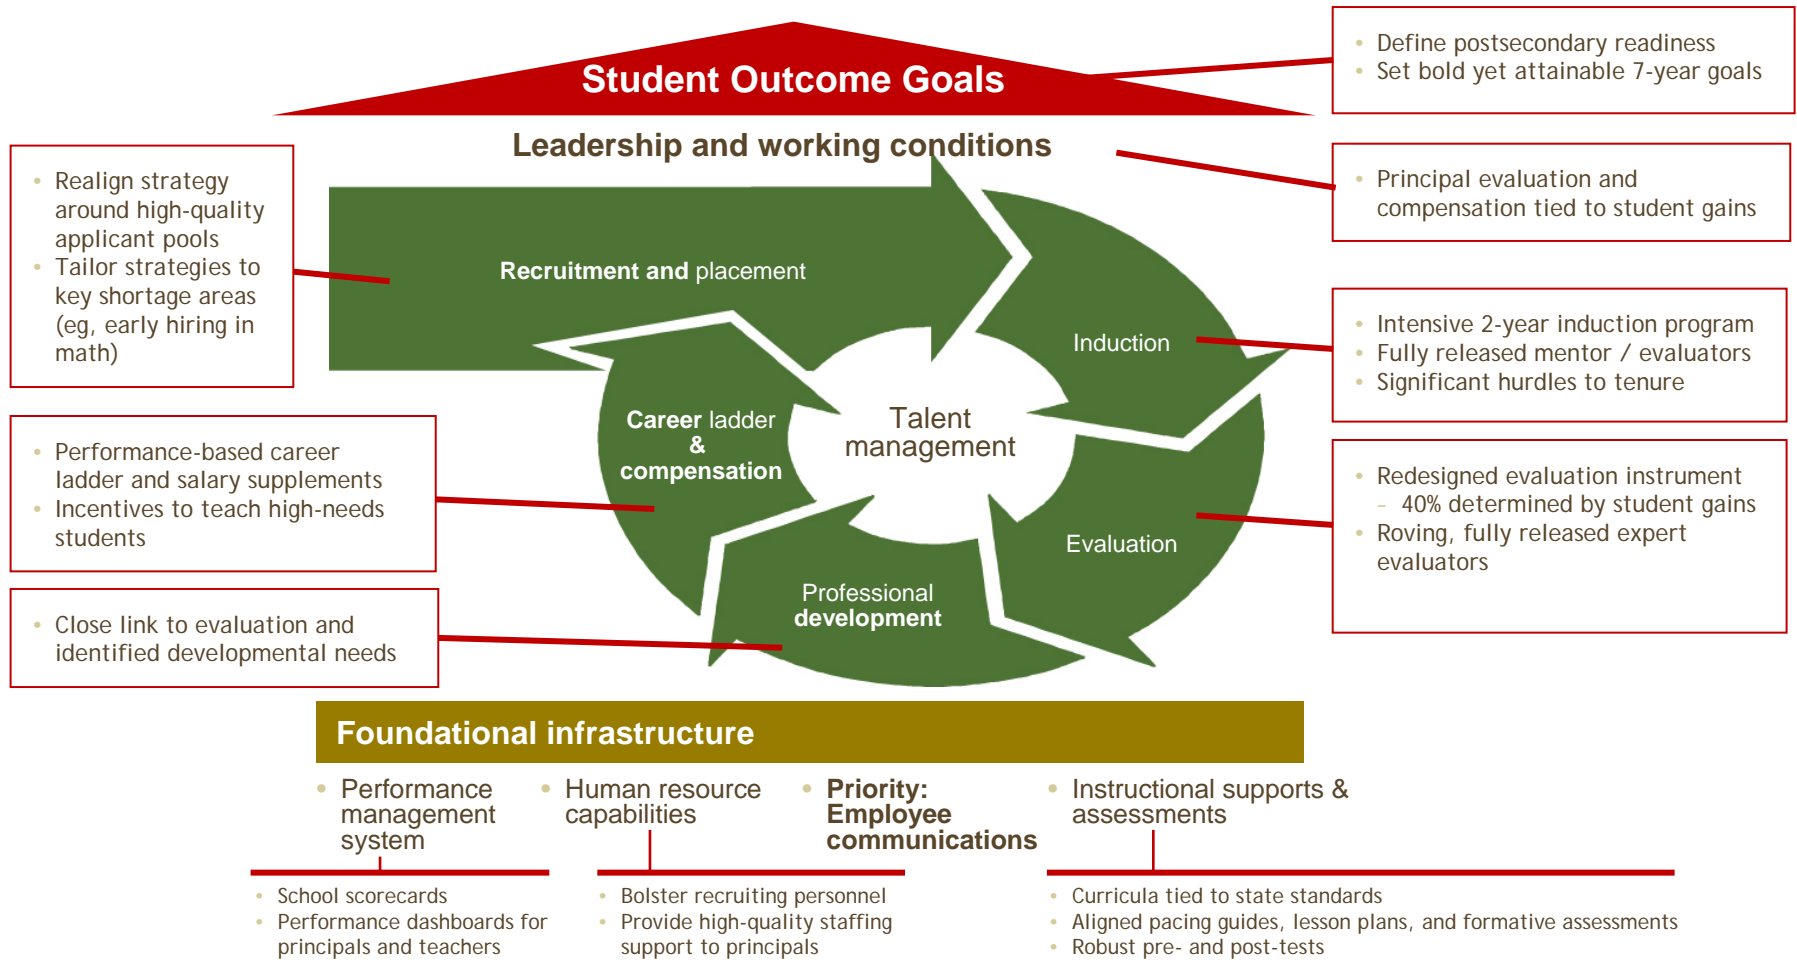 Student Outcome Goals
• Define postsecondary readiness
• Set bold yet attainable 7-year goals
Leadership and working conditions
• Principal evaluation and
compensation tied to student gains
• Realign strategy
around high-quality
applicant pools
• Tailor strategies to
key shortage areas
(eg, early hiring in
math)
Recruitment and placement
Induction
• Intensive 2-year induction program
• Fully released mentor / evaluators
• Significant hurdles to tenure
Career ladder
&
compensation
Talent
management
• Performance-based career
ladder and salary supplements
• Incentives to teach high-needs
students
Evaluation
• Redesigned evaluation instrument
– 40% determined by student gains
• Roving, fully released expert
evaluators
Professional
development
• Close link to evaluation and
identified developmental needs
Foundational infrastructure
• Performance
management
system
• Human resource
capabilities
• Priority:
Employee
communications
• Instructional supports &
assessments
• School scorecards
• Performance dashboards for
principals and teachers
• Bolster recruiting personnel
• Provide high-quality staffing
support to principals
• Curricula tied to state standards
• Aligned pacing guides, lesson plans, and formative assessments
• Robust pre- and post-tests